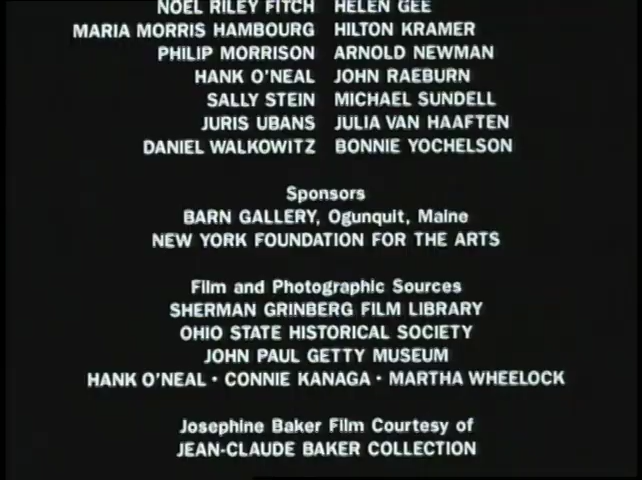 NOEL RILEY FITCH HELEN GEE
MARIA MORRIS HAMBOURG HILTON KRAMER
PHILIP MORRISON ARNOLD NEWMAN
HANK O'NEAL JOHN RAEBURN
SALLY STEIN MICHAEL SUNDELL
JURIS UBANS JULIA VAN HAAFTEN
DANIEL WALKOWITZ BONNIE YOCHELSON
Sponsors
BARN GALLERY, Ogunquit, Maine
NEW YORK FOUNDATION FOR THE ARTS
Film and Photographic Sources
SHERMAN GRINBERG FILM LIBRARY
OHIO STATE HISTORICAL SOCIETY
JOHN PAUL GETTY MUSEUM
HANK O'NEAL • CONNIE KANAGA • MARTHA WHEELOCK
Josephine Baker Film Courtesy of
JEAN-CLAUDE BAKER COLLECTION